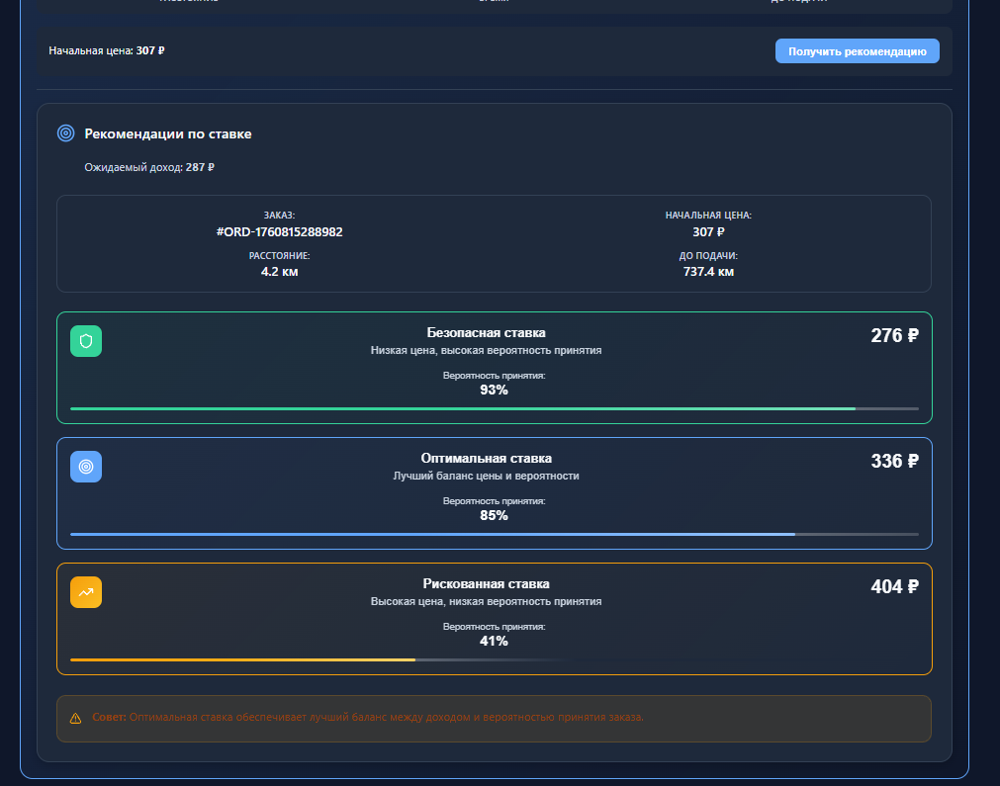 Начальная цена: 307 ₽
Получить рекомендацию
Рекомендации по ставке
Ожидаемый доход: 287 ₽
ЗАКАЗ:
#ORD-1760815288982
НАЧАЛЬНАЯ ЦЕНА:
307 ₽
РАССТОЯНИЕ:
4.2 км
ДО ПОДАЧИ:
737.4 км
Безопасная ставка
276 ₽
Низкая цена, высокая вероятность принятия
Вероятность принятия:
93%
Оптимальная ставка
336 ₽
Лучший баланс цены и вероятности
Вероятность принятия:
85%
Рискованная ставка
404 ₽
Высокая цена, низкая вероятность принятия
Вероятность принятия:
41%
Совет: Оптимальная ставка обеспечивает лучший баланс между доходом и вероятностью принятия заказа.